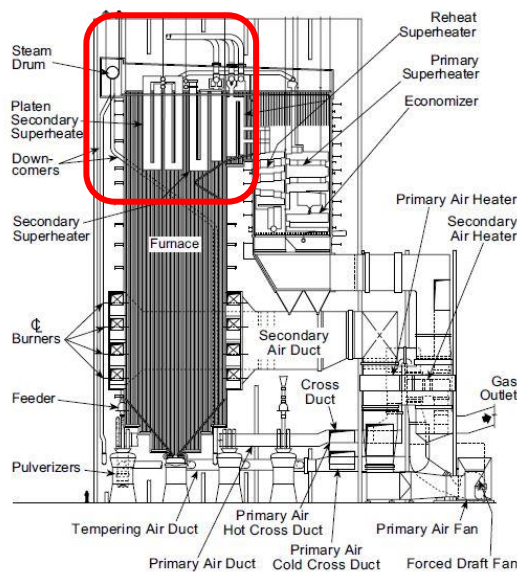 Steam
Drum
Platen
Secondary
Superheater
Down-
comers
Secondary
Superheater
Furnace
℄
Burners
Feeder
Pulverizers
Reheat
Superheater
Primary
Superheater
Economizer
Primary Air Heater
Secondary
Air Heater
Secondary
Air Duct
Cross
Duct
Gas
Outlet
Tempering Air Duct
Primary Air Duct
Primary Air
Hot Cross Duct
Primary Air
Cold Cross Duct
Primary Air Fan
Forced Draft Fan